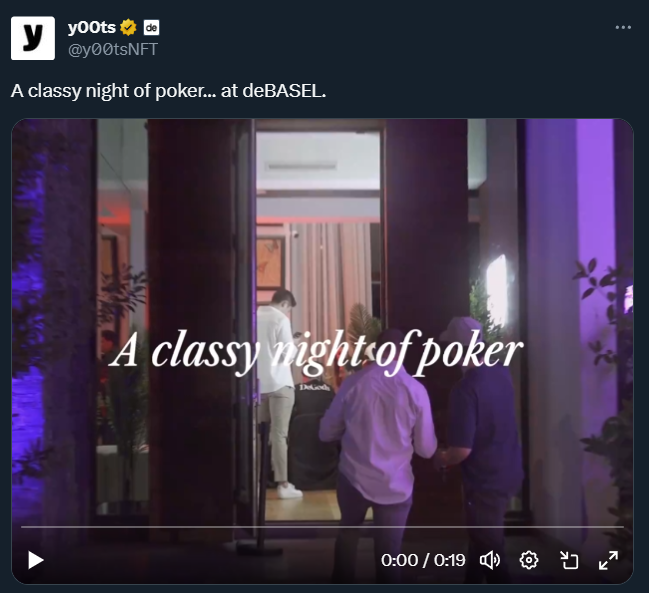 y
y00ts de
@y00tsNFT
A classy night of poker... at deBASEL.
A classy night of poker
DeGods
0:00 / 0:19